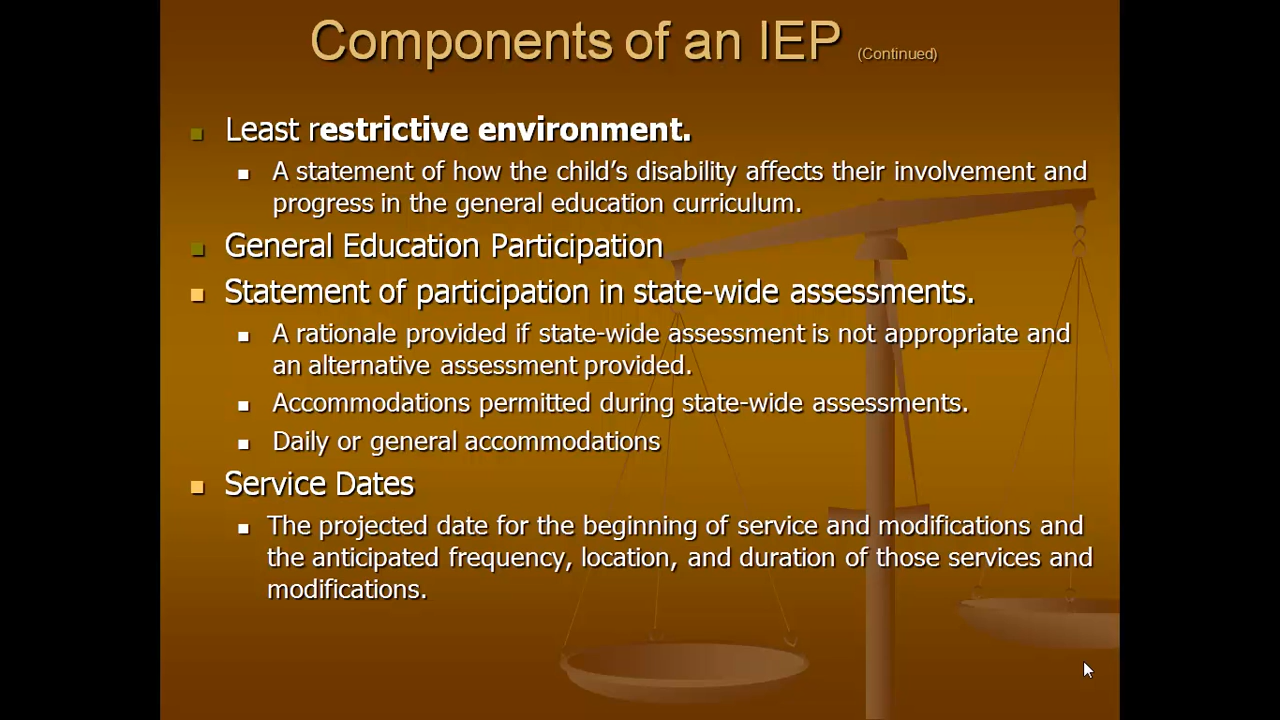 Components of an IEP (Continued)
Least restrictive environment.
A statement of how the child's disability affects their involvement and
progress in the general education curriculum.
General Education Participation
Statement of participation in state-wide assessments.
A rationale provided if state-wide assessment is not appropriate and
an alternative assessment provided.
Accommodations permitted during state-wide assessments.
Daily or general accommodations
Service Dates
The projected date for the beginning of service and modifications and
the anticipated frequency, location, and duration of those services and
modifications.